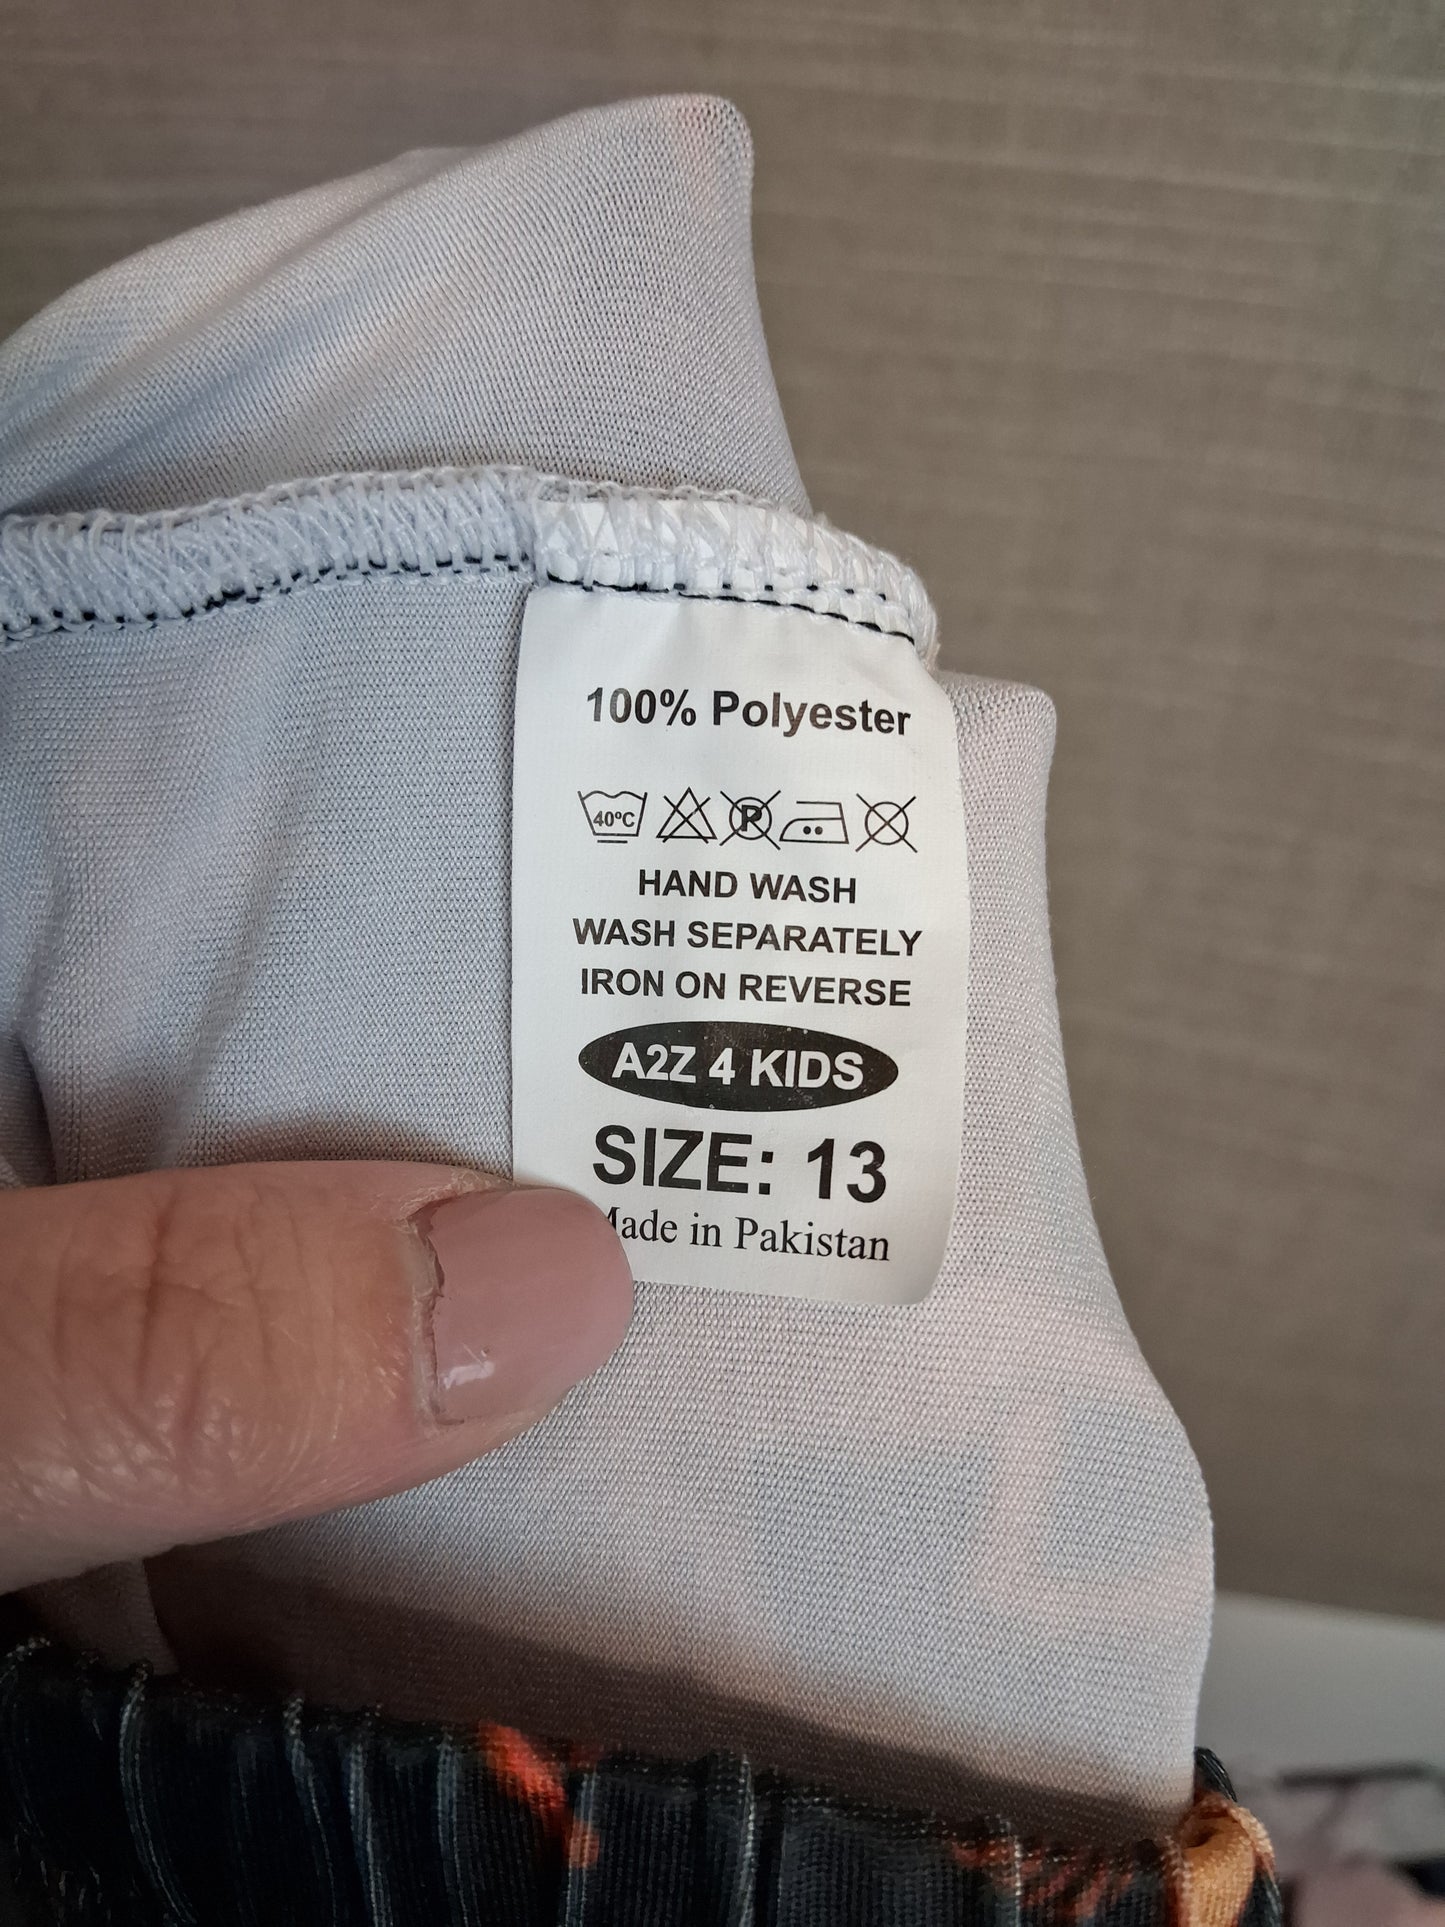 100% Polyester
40°C P
HAND WASH
WASH SEPARATELY
IRON ON REVERSE
A2Z 4 KIDS
SIZE: 13
Made in Pakistan